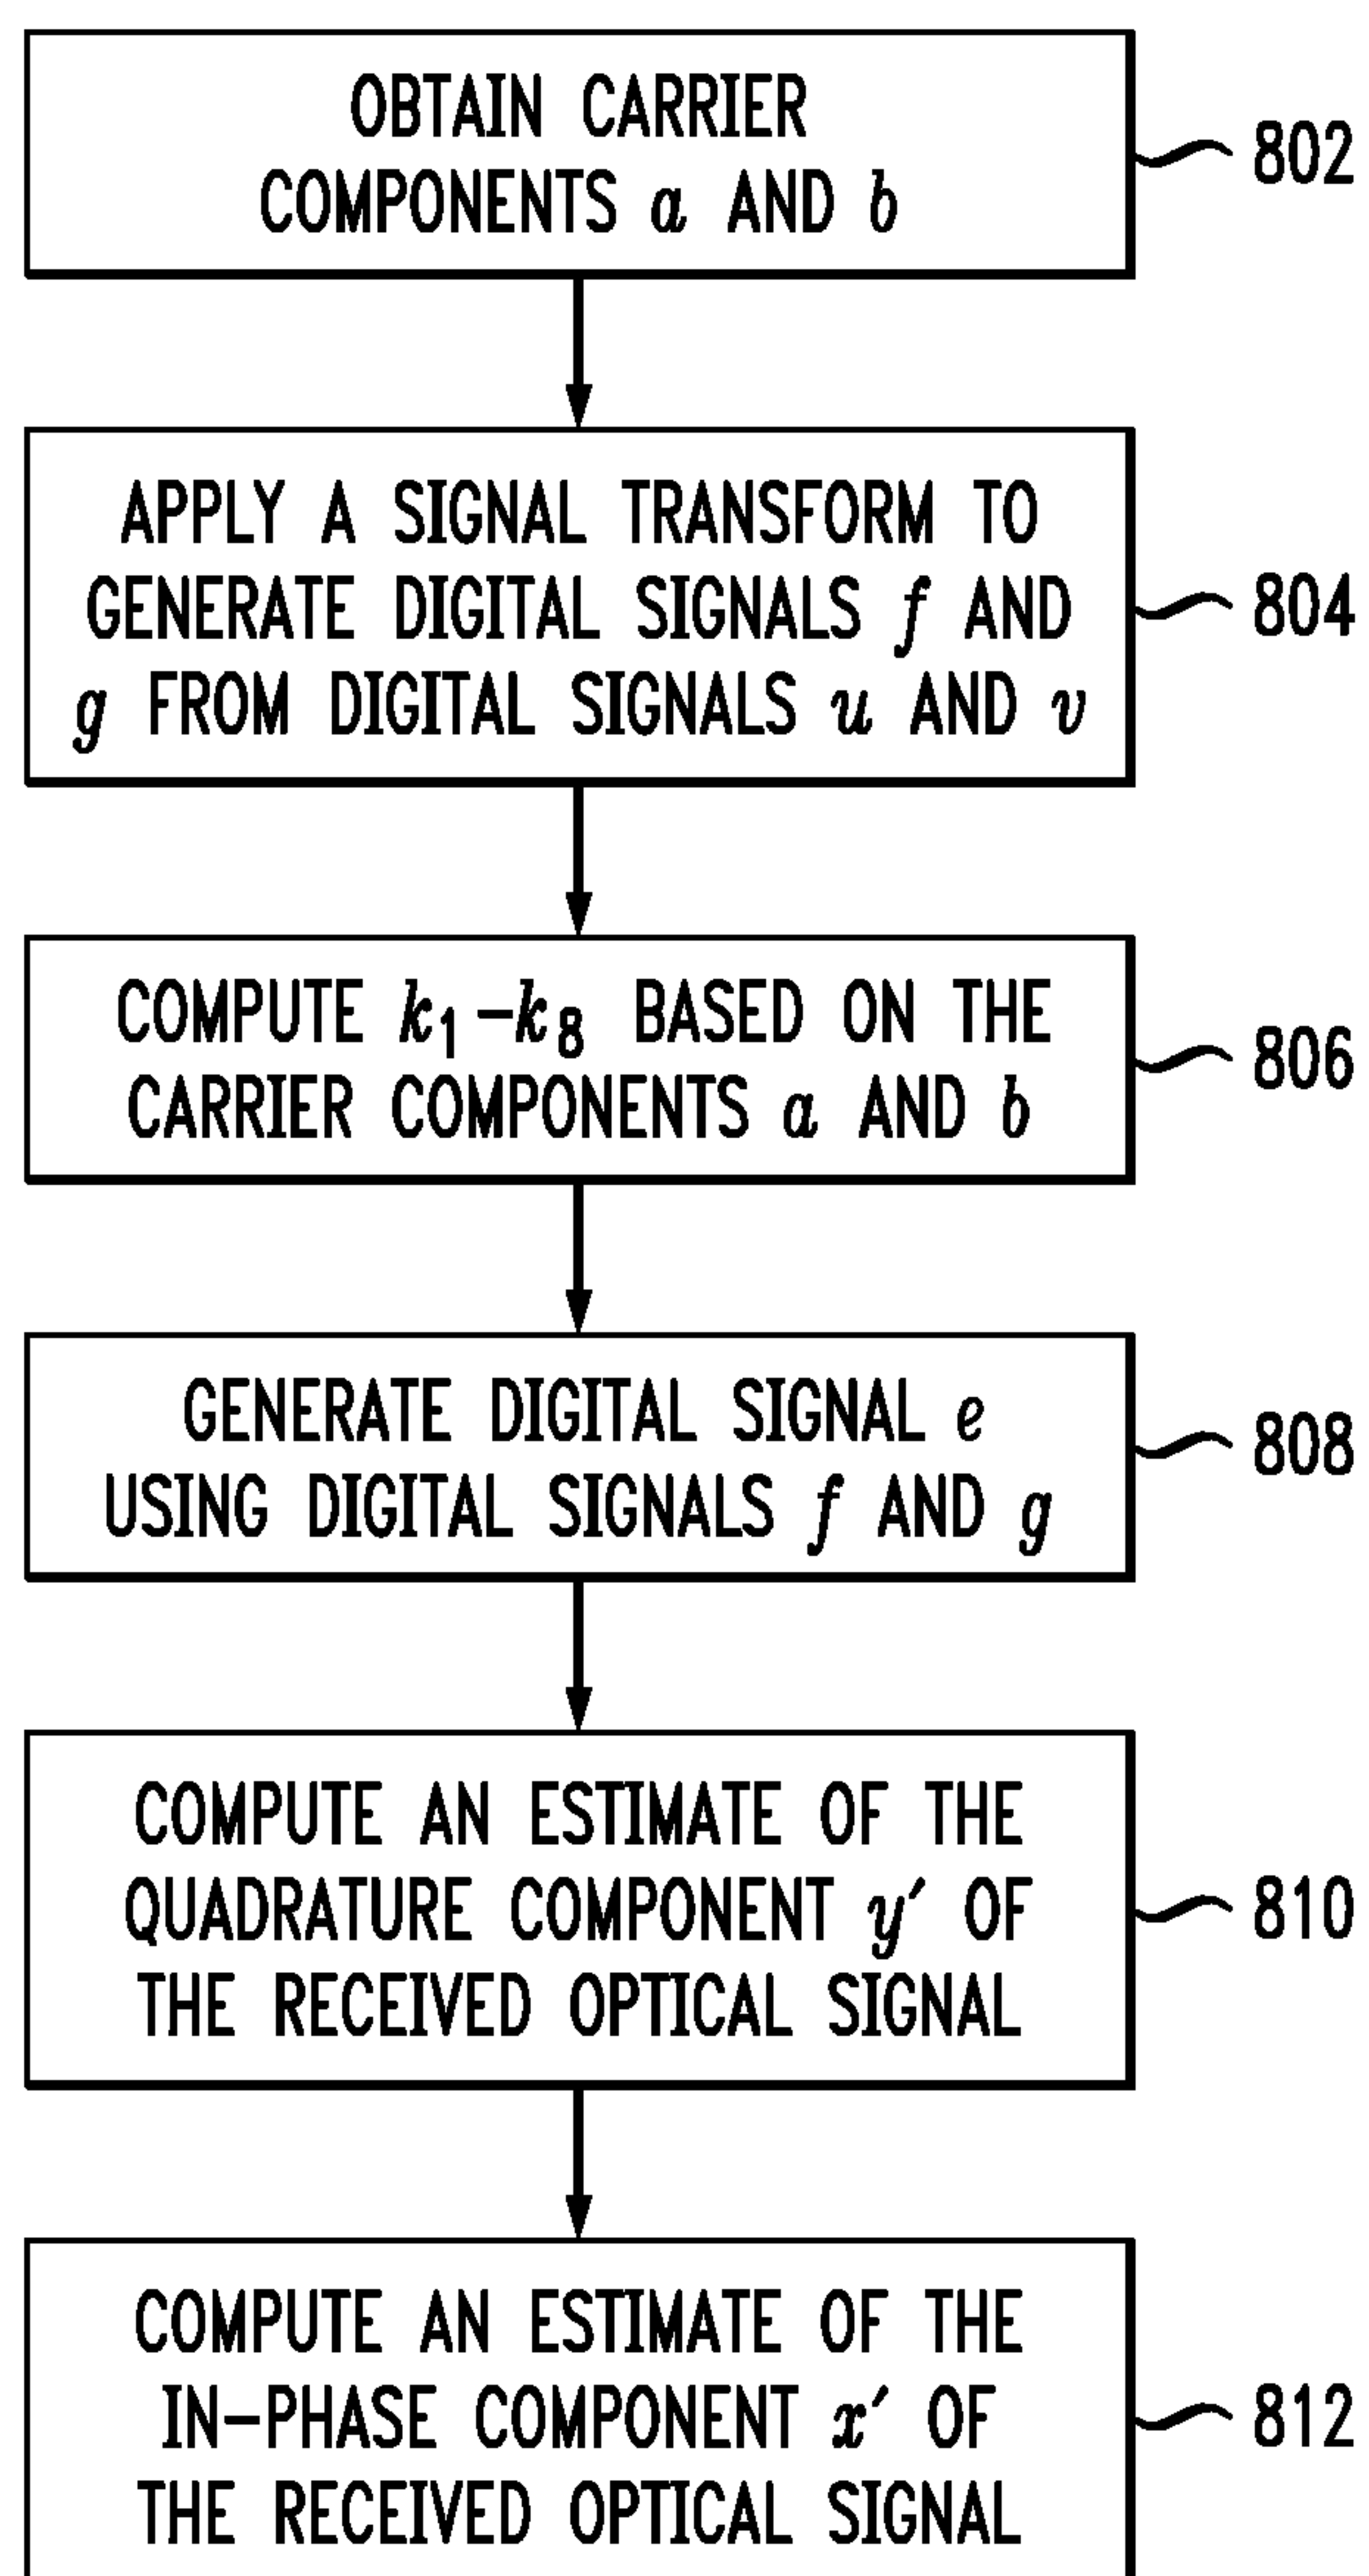 OBTAIN CARRIER
COMPONENTS a AND b
802
APPLY A SIGNAL TRANSFORM TO
GENERATE DIGITAL SIGNALS f AND
g FROM DIGITAL SIGNALS u AND v
804
COMPUTE k1–k8 BASED ON THE
CARRIER COMPONENTS a AND b
806
GENERATE DIGITAL SIGNAL e
USING DIGITAL SIGNALS f AND g
808
COMPUTE AN ESTIMATE OF THE
QUADRATURE COMPONENT y′ OF
THE RECEIVED OPTICAL SIGNAL
810
COMPUTE AN ESTIMATE OF THE
IN-PHASE COMPONENT x′ OF
THE RECEIVED OPTICAL SIGNAL
812